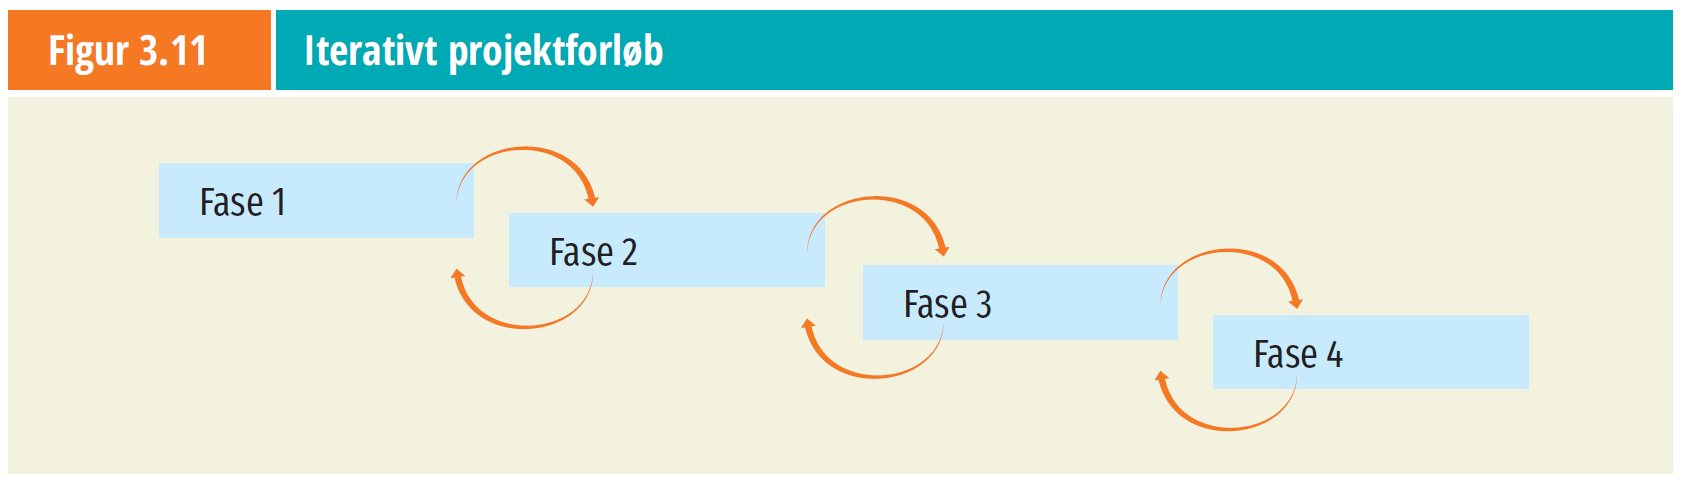 Figur 3.11
Iterativt projektforløb
Fase 1
Fase 2
Fase 3
Fase 4